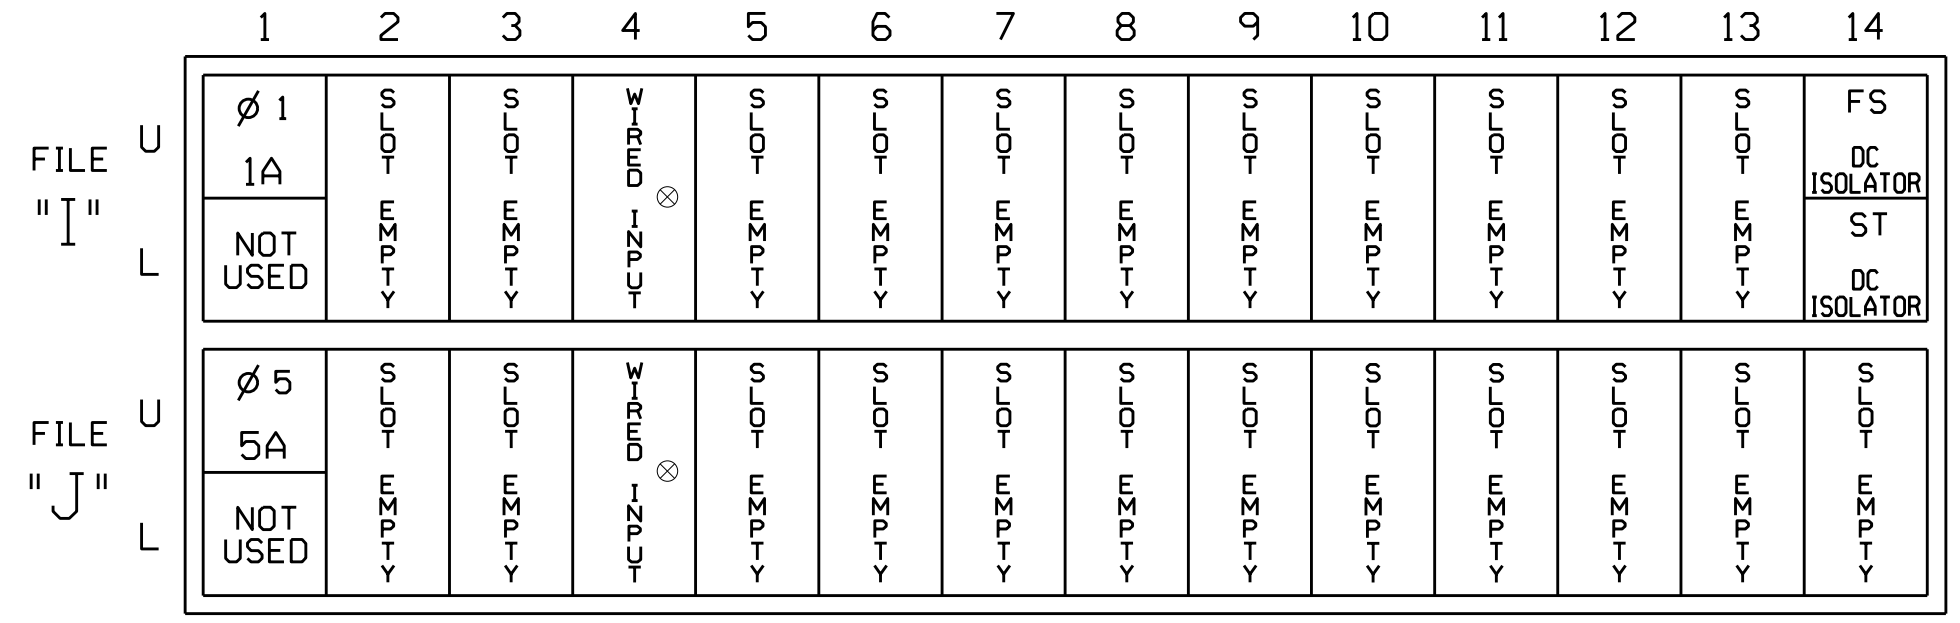 1 2 3 4 5 6 7 8 9 10 11 12 13 14
FILE
"I"
U
L
Ø 1
1A
NOT
USED
SLOT EMPTY
SLOT EMPTY
WIRED INPUT
SLOT EMPTY
SLOT EMPTY
SLOT EMPTY
SLOT EMPTY
SLOT EMPTY
SLOT EMPTY
SLOT EMPTY
SLOT EMPTY
SLOT EMPTY
FS
DC
ISOLATOR
ST
DC
ISOLATOR
FILE
"J"
U
L
Ø 5
5A
NOT
USED
SLOT EMPTY
SLOT EMPTY
WIRED INPUT
SLOT EMPTY
SLOT EMPTY
SLOT EMPTY
SLOT EMPTY
SLOT EMPTY
SLOT EMPTY
SLOT EMPTY
SLOT EMPTY
SLOT EMPTY
SLOT EMPTY